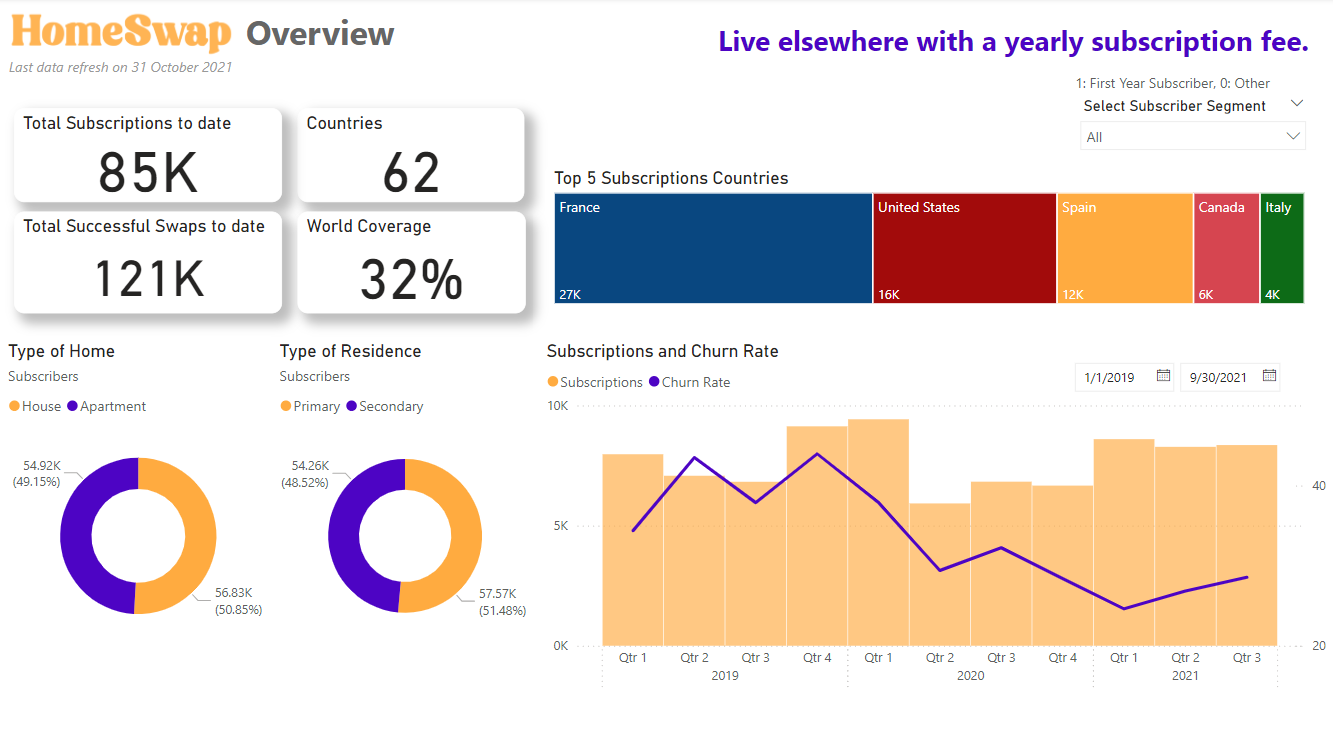 HomeSwap Overview
Last data refresh on 31 October 2021
Live elsewhere with a yearly subscription fee.
1: First Year Subscriber, 0: Other
Select Subscriber Segment
All
Total Subscriptions to date
85K
Countries
62
Total Successful Swaps to date
121K
World Coverage
32%
Top 5 Subscriptions Countries
France
27K
United States
16K
Spain
12K
Canada
6K
Italy
4K
Type of Home
Subscribers
House Apartment
54.92K
(49.15%)
56.83K
(50.85%)
Type of Residence
Subscribers
Primary Secondary
54.26K
(48.52%)
57.57K
(51.48%)
Subscriptions and Churn Rate
Subscriptions Churn Rate
1/1/2019 9/30/2021
10K
5K
0K
40
20
Qtr 1 Qtr 2 Qtr 3 Qtr 4 Qtr 1 Qtr 2 Qtr 3 Qtr 4 Qtr 1 Qtr 2 Qtr 3
2019 2020 2021